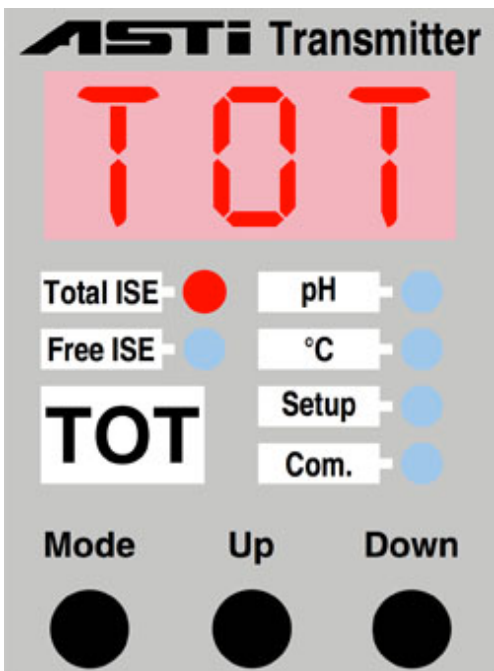 ASTi Transmitter
TOT
Total ISE
pH
Free ISE
°C
TOT
Setup
Com.
Mode Up Down